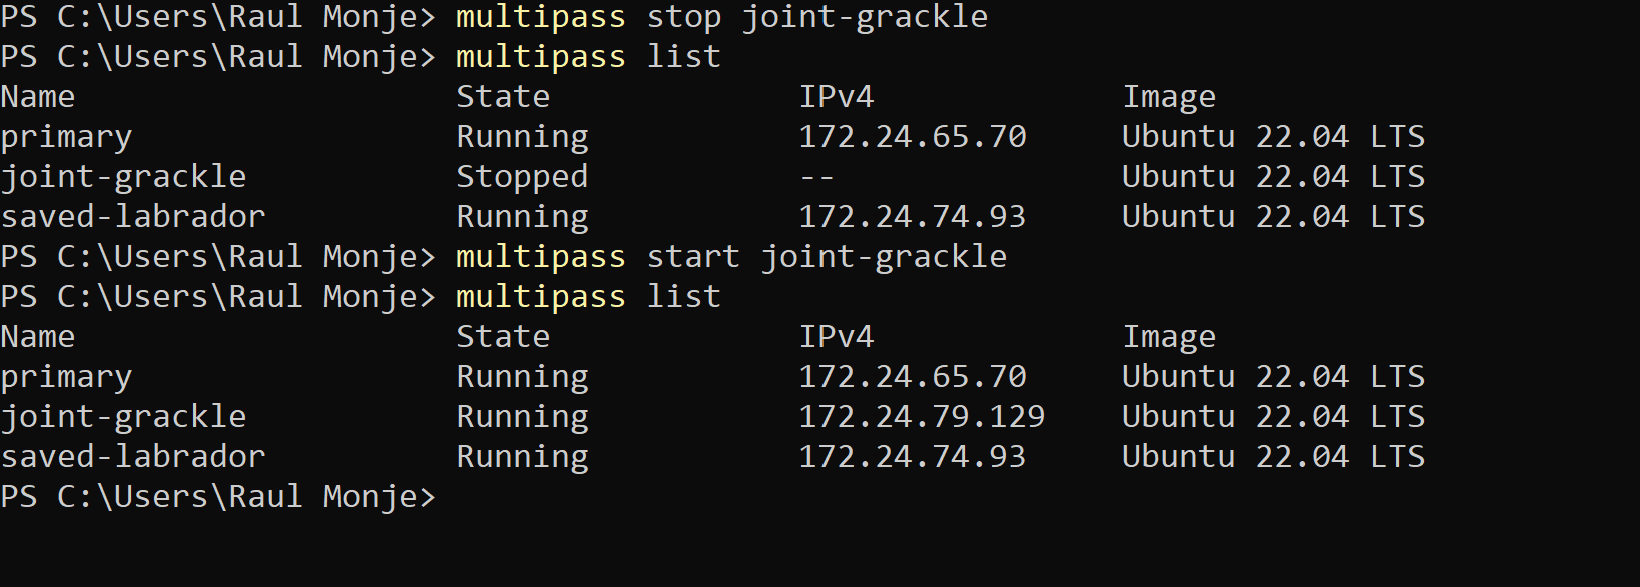 PS C:\Users\Raul Monje> multipass stop joint-grackle
PS C:\Users\Raul Monje> multipass list
Name                    State             IPv4             Image
primary                 Running           172.24.65.70     Ubuntu 22.04 LTS
joint-grackle           Stopped           --               Ubuntu 22.04 LTS
saved-labrador          Running           172.24.74.93     Ubuntu 22.04 LTS
PS C:\Users\Raul Monje> multipass start joint-grackle
PS C:\Users\Raul Monje> multipass list
Name                    State             IPv4             Image
primary                 Running           172.24.65.70     Ubuntu 22.04 LTS
joint-grackle           Running           172.24.79.129    Ubuntu 22.04 LTS
saved-labrador          Running           172.24.74.93     Ubuntu 22.04 LTS
PS C:\Users\Raul Monje>